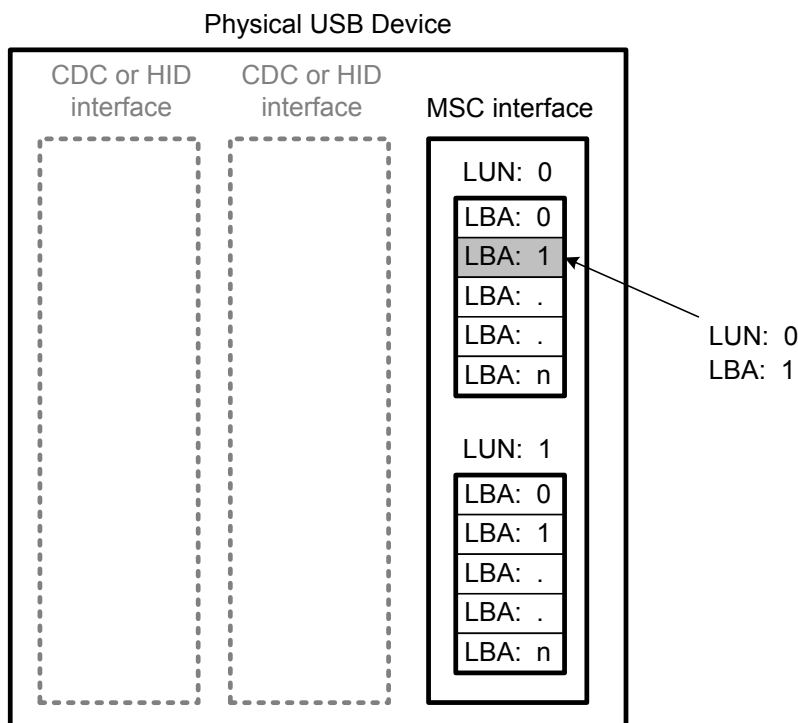 Physical USB Device
CDC or HID
interface
CDC or HID
interface
MSC interface
LUN: 0
LBA: 0
LBA: 1
LBA: .
LBA: .
LBA: n
LUN: 0
LBA: 1
LUN: 1
LBA: 0
LBA: 1
LBA: .
LBA: .
LBA: n